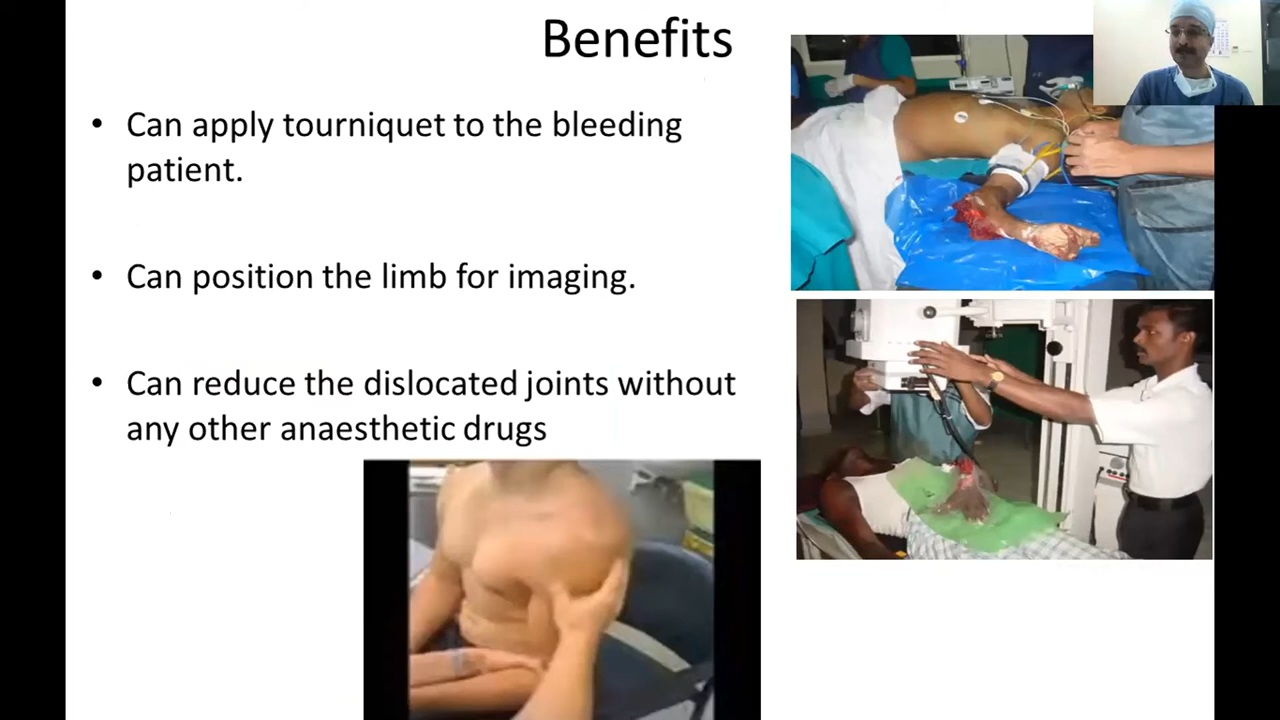 Benefits
• Can apply tourniquet to the bleeding
patient.
• Can position the limb for imaging.
• Can reduce the dislocated joints without
any other anaesthetic drugs